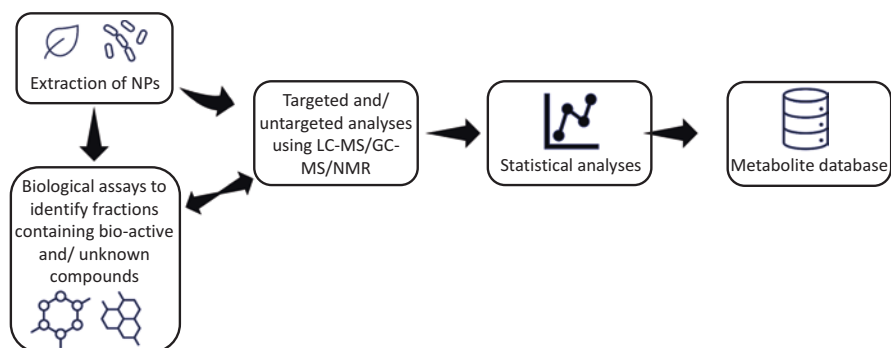 Extraction of NPs
Targeted and/
untargeted analyses
using LC-MS/GC-
MS/NMR
Statistical analyses
Metabolite database
Biological assays to
identify fractions
containing bio-active
and/ unknown
compounds